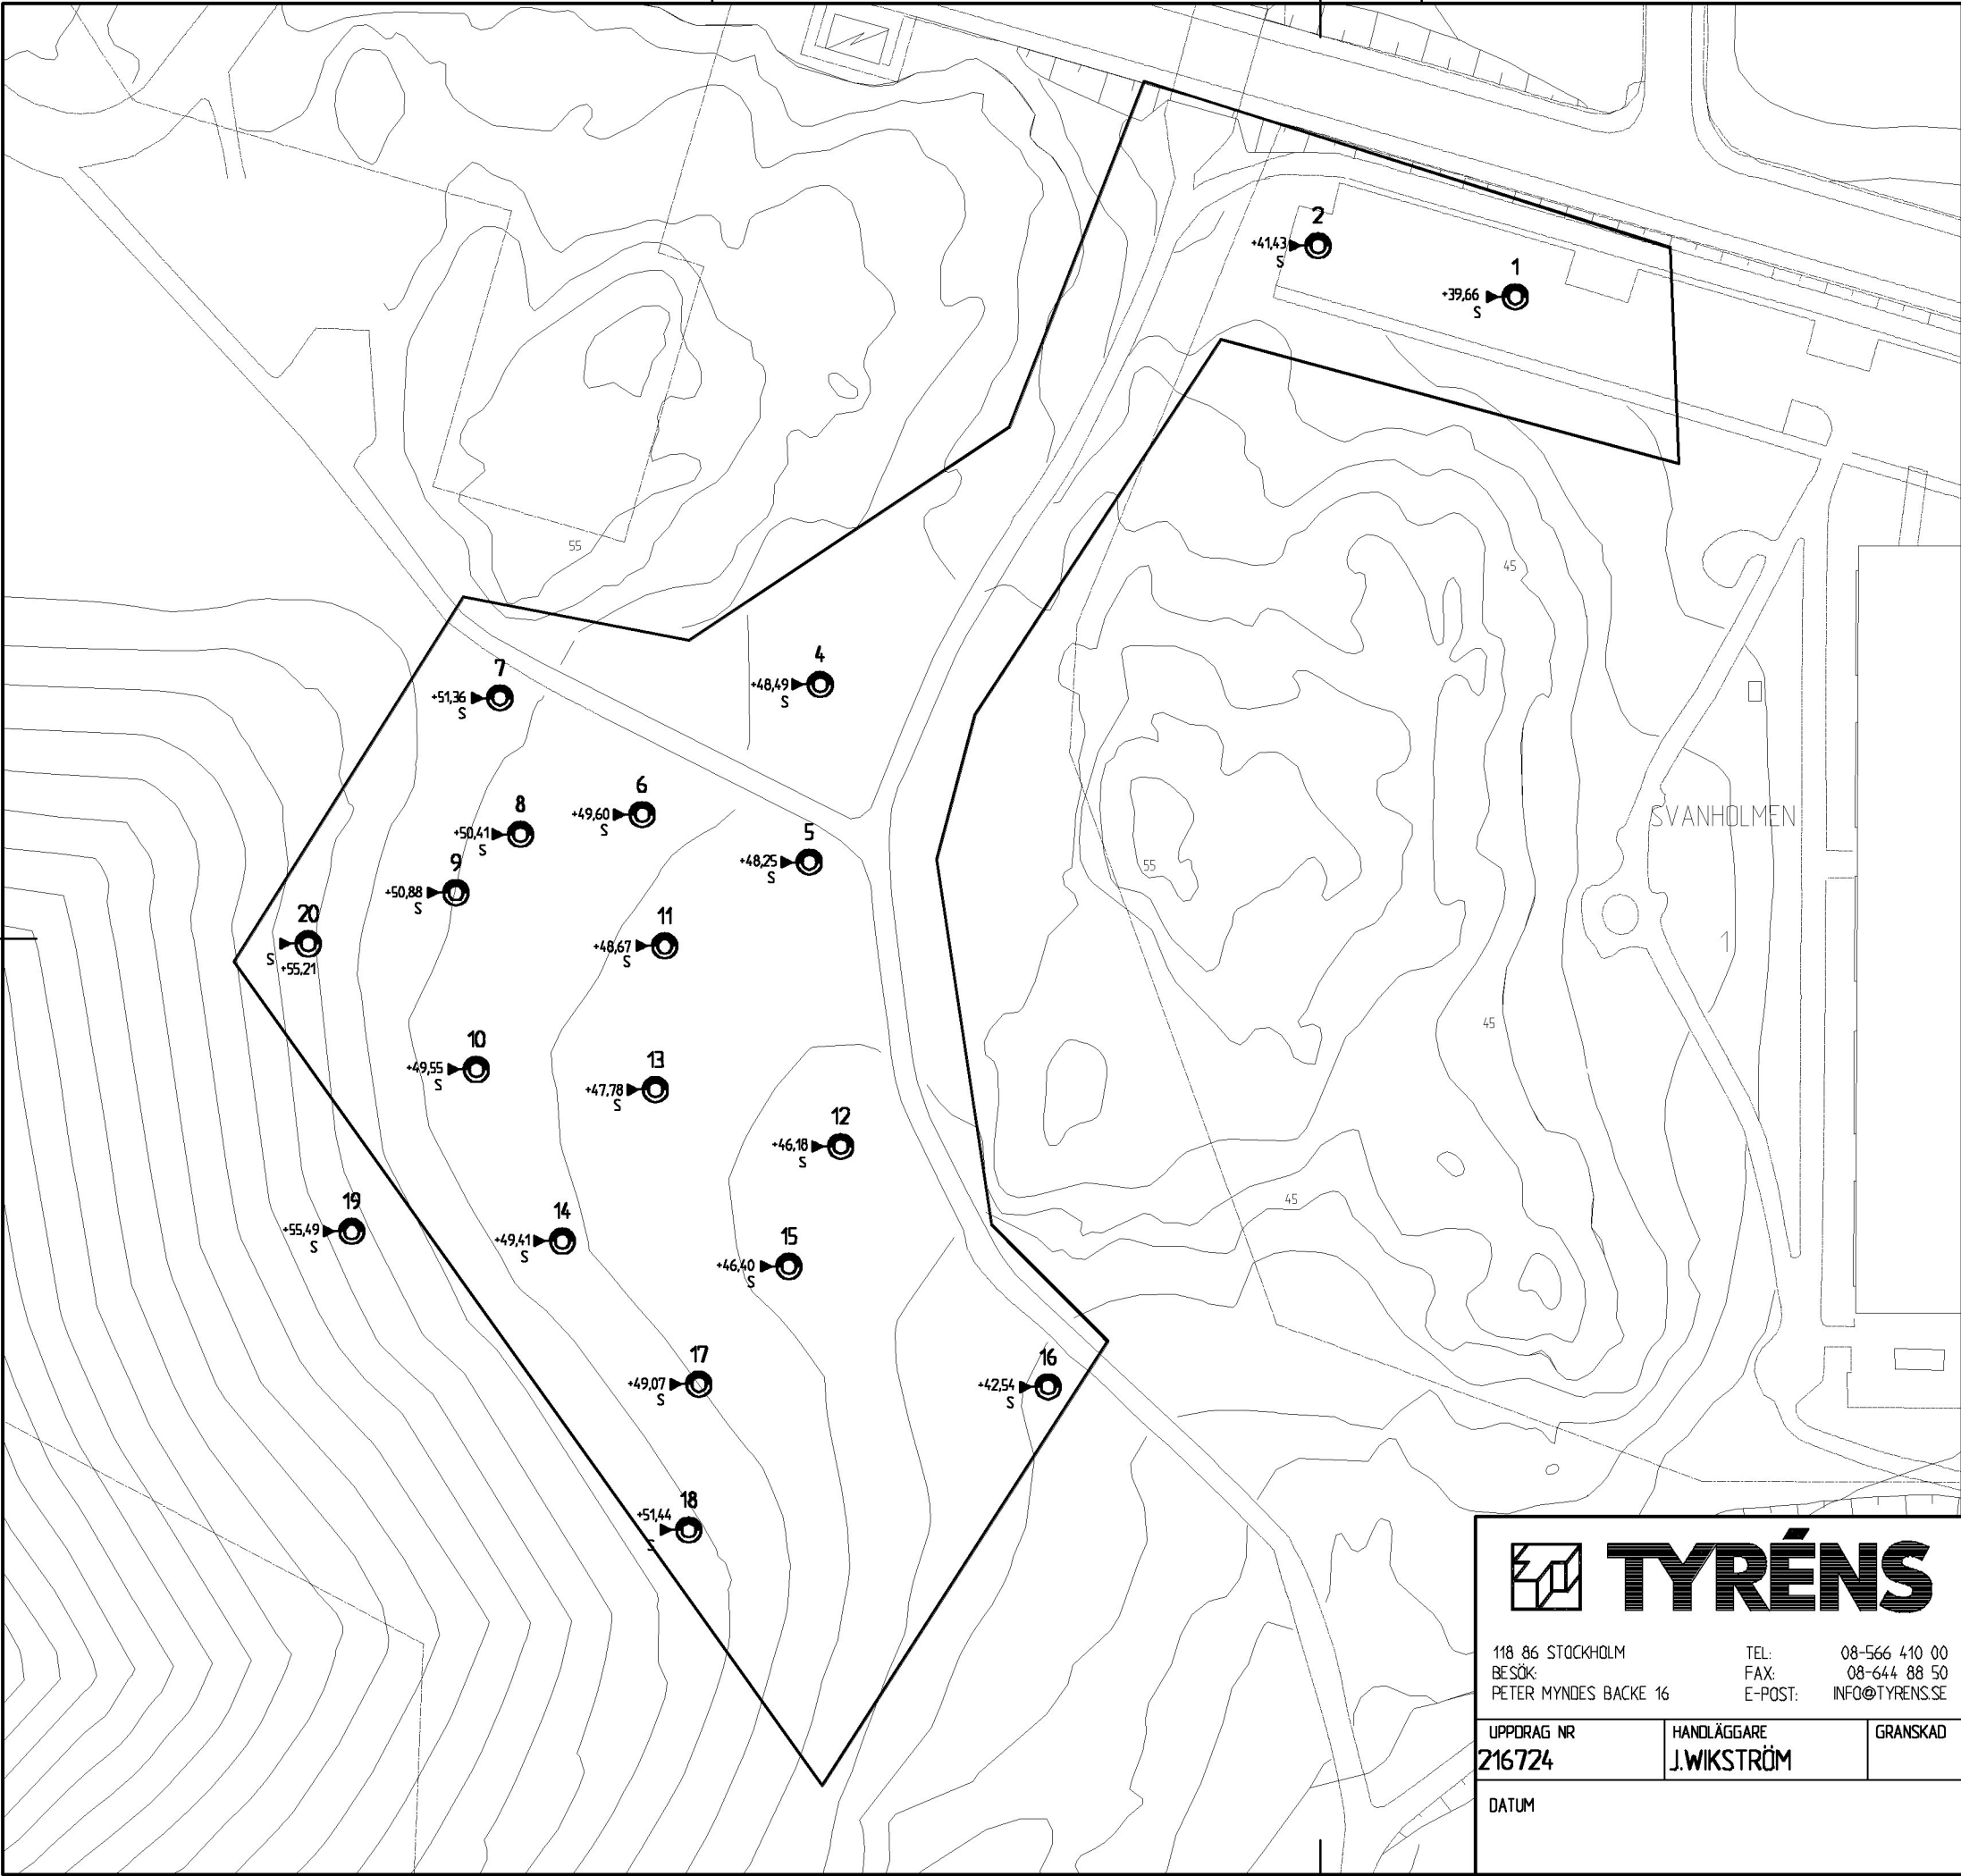 2
+41,43
S
1
+39,66
S
55
45
7
+51,36
S
4
+48,49
S
6
+49,60
S
8
+50,41
S
5
+48,25
S
SVANHOLMEN
9
+50,88
S
55
20
S
+55,21
11
+48,67
S
1
10
+49,55
S
45
13
+47,78
S
12
+46,18
S
19
+55,49
S
14
+49,41
S
45
15
+46,40
S
17
+49,07
S
16
+42,54
S
18
+51,44
S
TYRÉNS
118 86 STOCKHOLM TEL: 08-566 410 00
BESÖK: FAX: 08-644 88 50
PETER MYNDES BACKE 16 E-POST: INFO@TYRENS.SE
UPPDRAG NR HANDLÄGGARE GRANSKAD
216724 J.WIKSTRÖM
DATUM